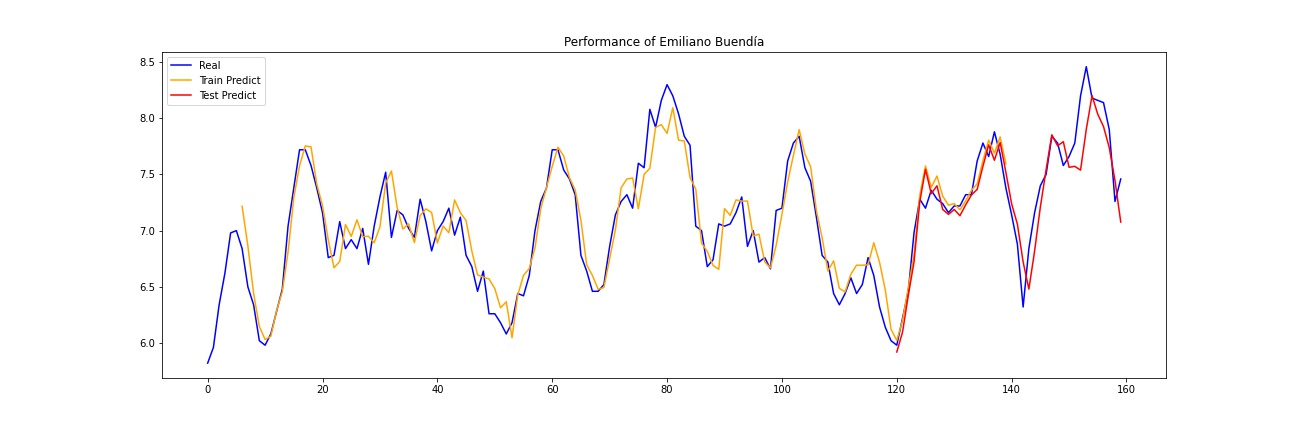 Performance of Emiliano Buendía
Real
Train Predict
Test Predict
8.5
8.0
7.5
7.0
6.5
6.0
0 20 40 60 80 100 120 140 160